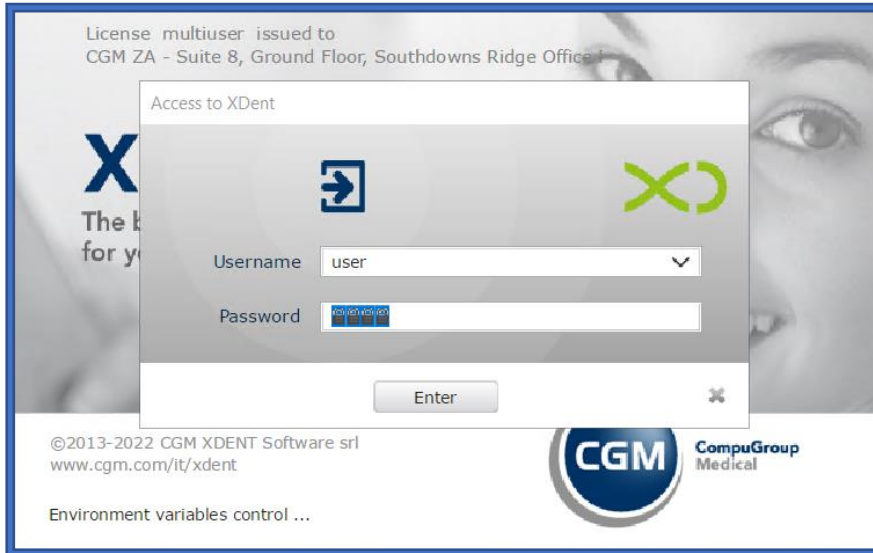 License multiuser issued to
CGM ZA - Suite 8, Ground Floor, Southdowns Ridge Office
Access to XDent
X
The
for
Username user
Password
Enter
©2013-2022 CGM XDENT Software srl
www.cgm.com/it/xdent
CGM CompuGroup
Medical
Environment variables control ...